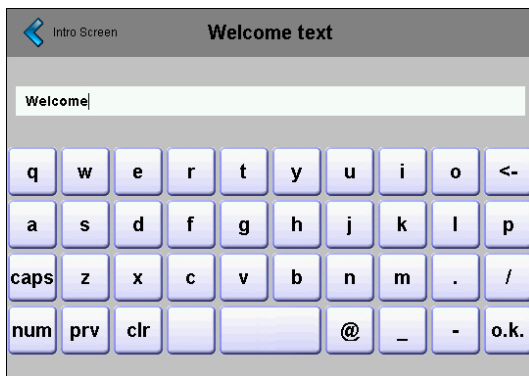 Intro Screen Welcome text
Welcome
q w e r t y u i o <-
a s d f g h j k l p
caps z x c v b n m . /
num prv clr @ _ - o.k.